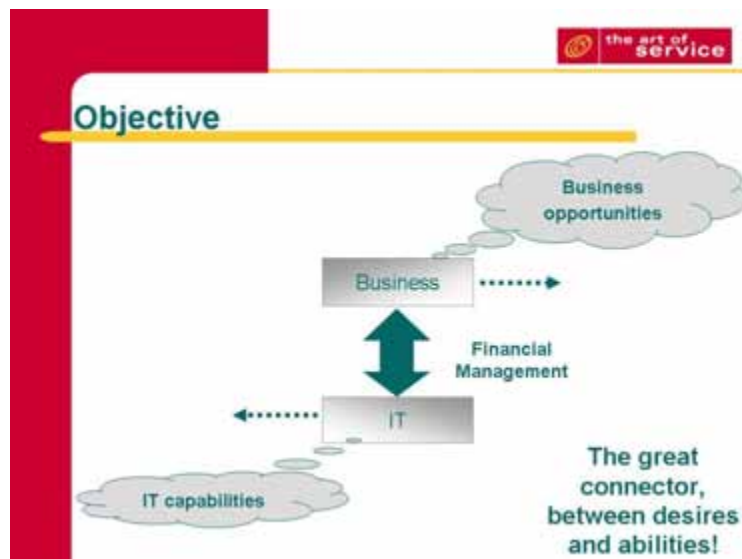 the art of
service
Objective
Business
opportunities
Business
Financial
Management
IT
IT capabilities
The great
connector,
between desires
and abilities!